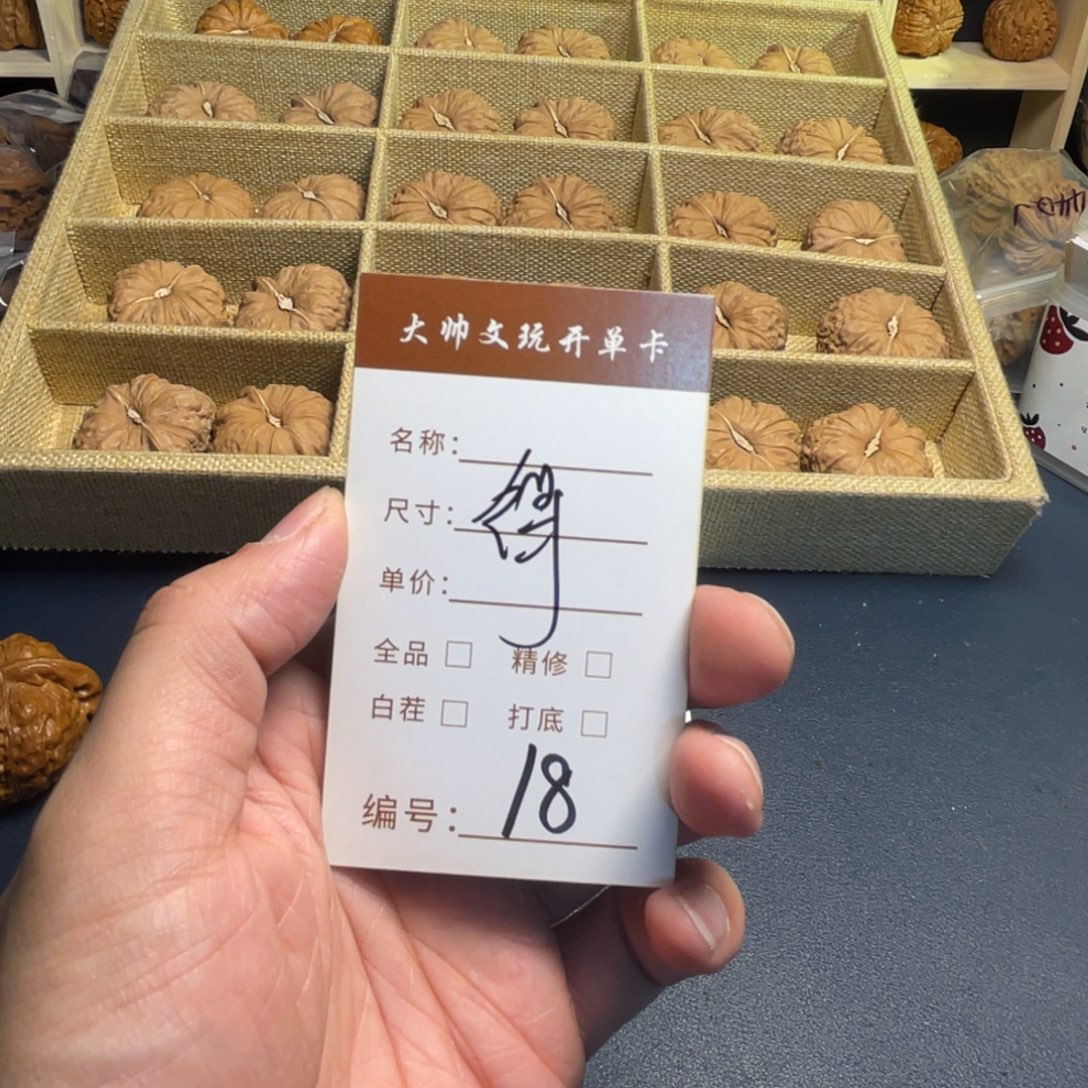 大帅文玩开单卡
名称：
尺寸：
单价：
全品 □ 精修 □
白茬 □ 打底 □
编号：18